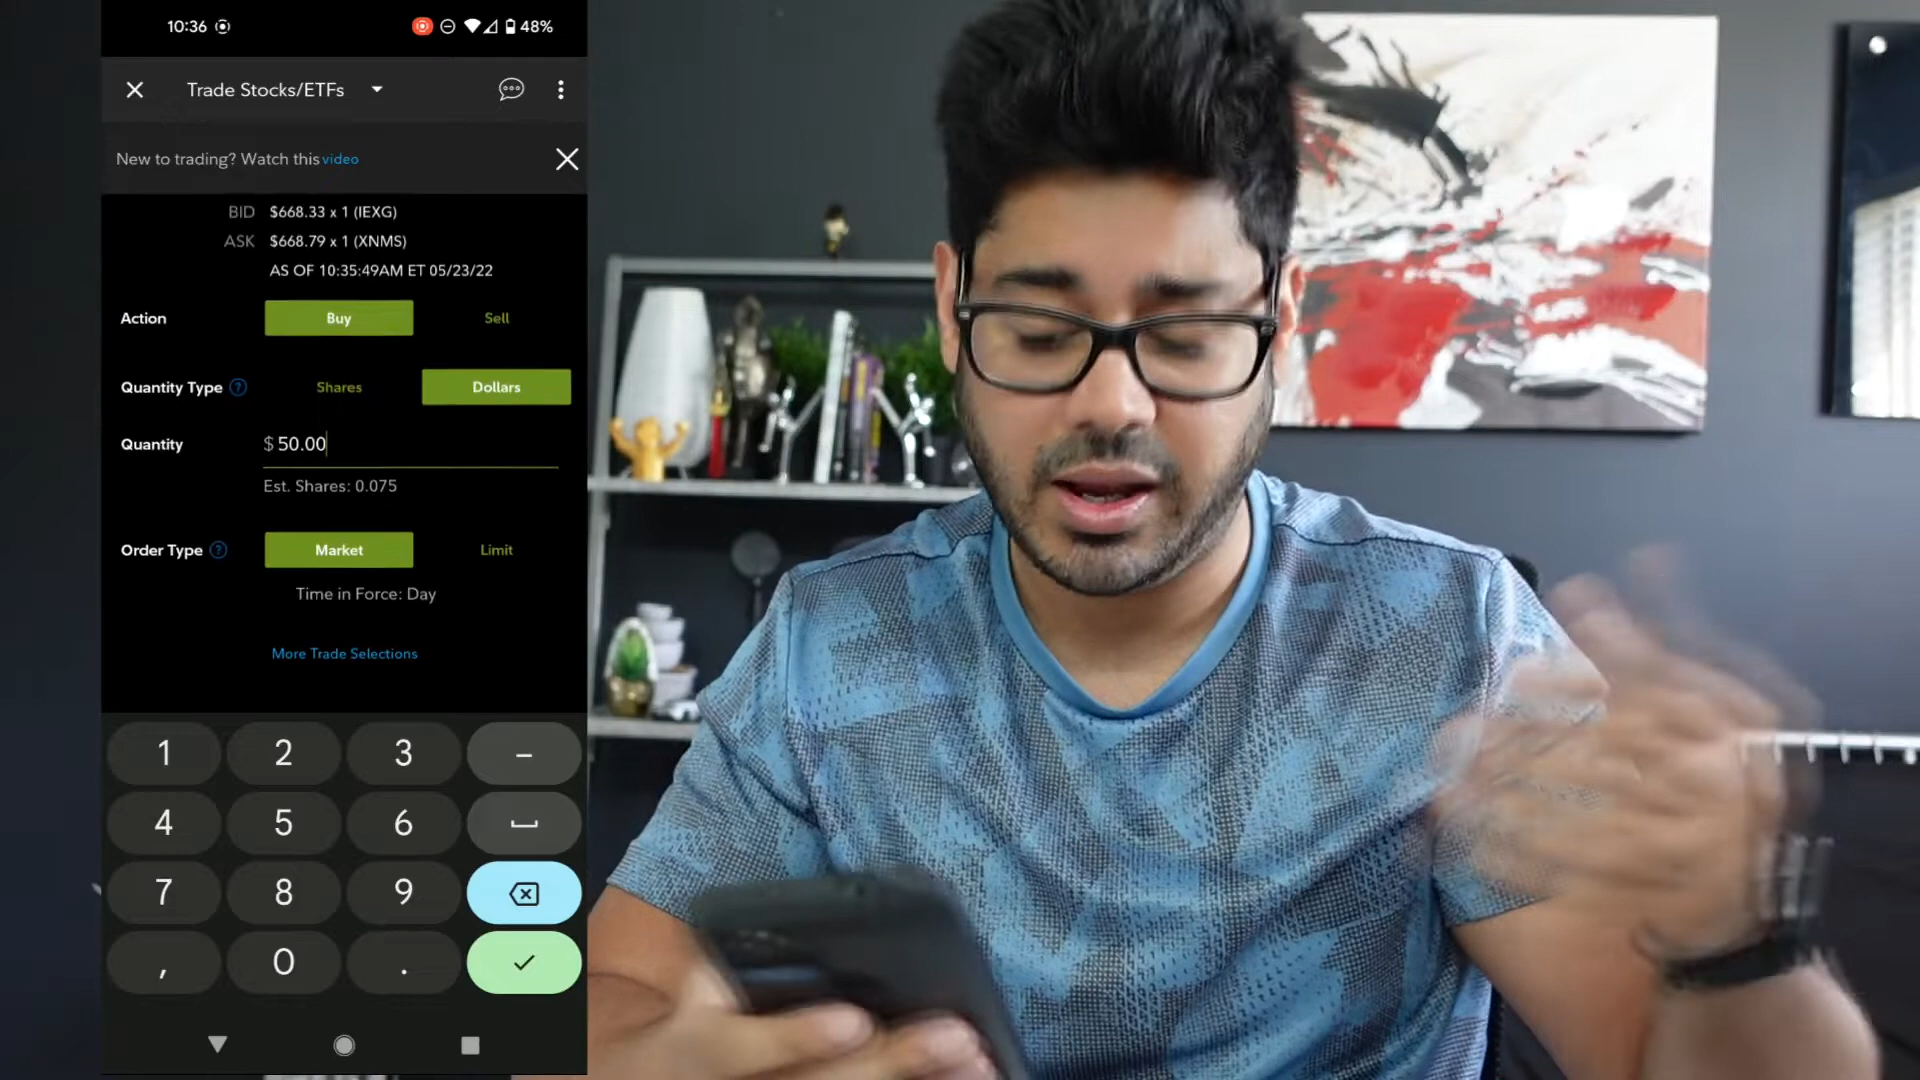 10:36 48%
Trade Stocks/ETFs
New to trading? Watch this video
BID $668.33 x 1 (IEXG)
ASK $668.79 x 1 (XNMS)
AS OF 10:35:49AM ET 05/23/22
Action Buy Sell
Quantity Type ? Shares Dollars
Quantity $ 50.00
Est. Shares: 0.075
Order Type ? Market Limit
Time in Force: Day
More Trade Selections
1 2 3 –
4 5 6
7 8 9
, 0 .